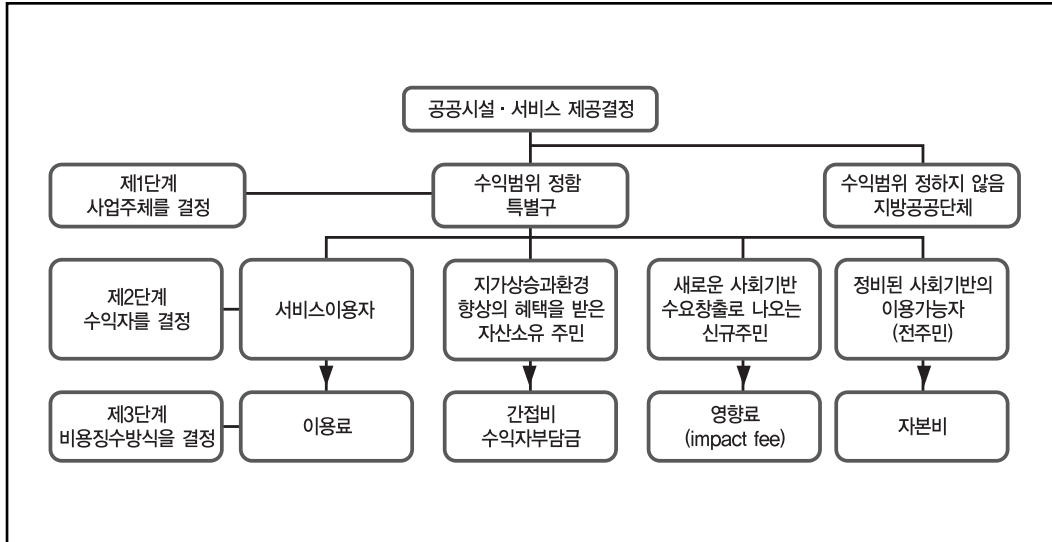 공공시설·서비스 제공결정
제1단계
사업주체를 결정
수익범위 정함
특별구
수익범위 정하지 않음
지방공공단체
제2단계
수익자를 결정
서비스이용자
지가상승과환경
향상의 혜택을 받은
자산소유 주민
새로운 사회기반
수요창출로 나오는
신규주민
정비된 사회기반의
이용가능자
(전주민)
제3단계
비용징수방식을 결정
이용료
간접비
수익자부담금
영향료
(impact fee)
자본비